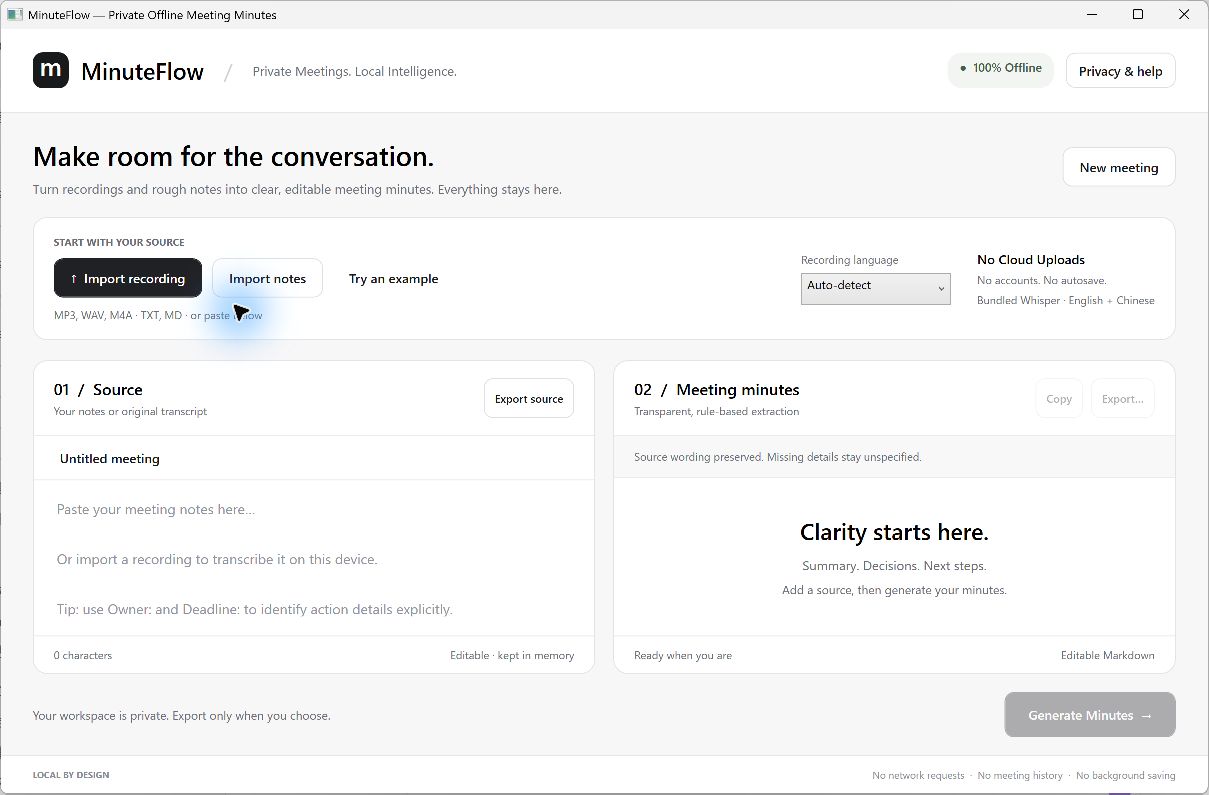 MinuteFlow — Private Offline Meeting Minutes
m MinuteFlow / Private Meetings. Local Intelligence.
• 100% Offline
Privacy & help
Make room for the conversation.
Turn recordings and rough notes into clear, editable meeting minutes. Everything stays here.
New meeting
START WITH YOUR SOURCE
↑ Import recording
Import notes
Try an example
MP3, WAV, M4A · TXT, MD · or paste below
Recording language
Auto-detect
No Cloud Uploads
No accounts. No autosave.
Bundled Whisper · English + Chinese
01 / Source
Your notes or original transcript
Export source
Untitled meeting
Paste your meeting notes here...
Or import a recording to transcribe it on this device.
Tip: use Owner: and Deadline: to identify action details explicitly.
0 characters
Editable · kept in memory
02 / Meeting minutes
Transparent, rule-based extraction
Copy
Export...
Source wording preserved. Missing details stay unspecified.
Clarity starts here.
Summary. Decisions. Next steps.
Add a source, then generate your minutes.
Ready when you are
Editable Markdown
Your workspace is private. Export only when you choose.
Generate Minutes →
LOCAL BY DESIGN
No network requests · No meeting history · No background saving